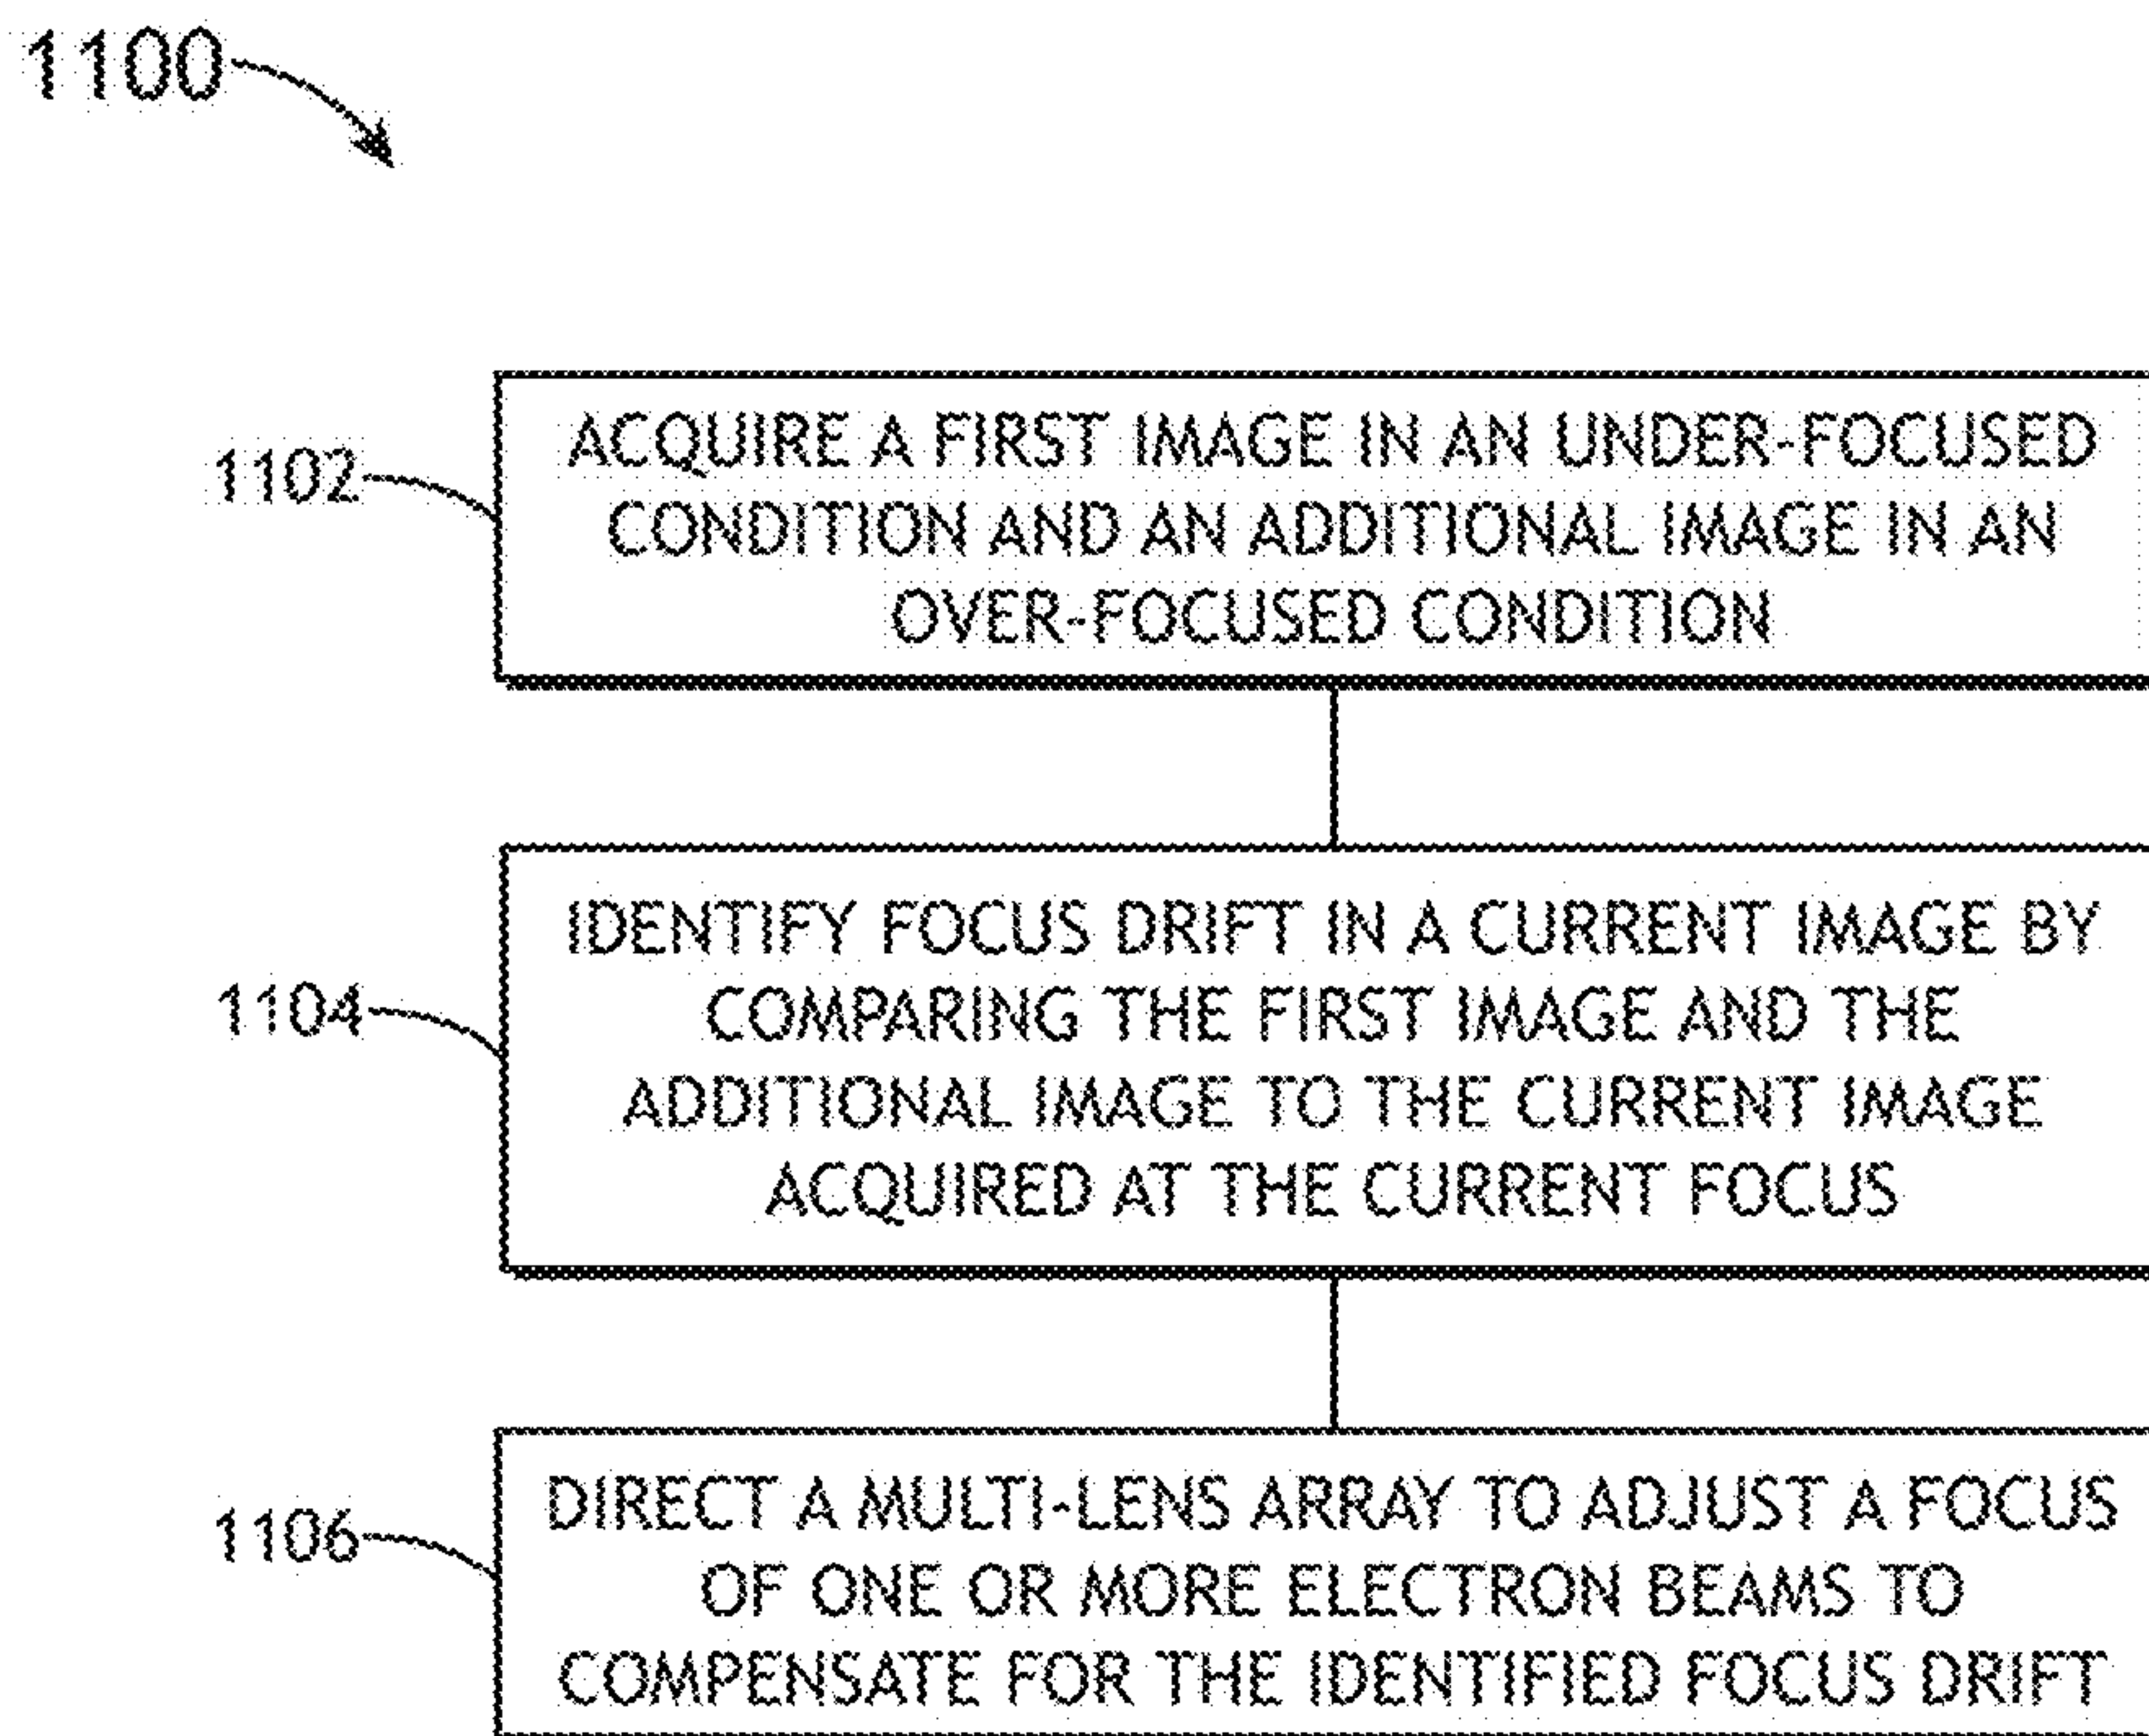 1100
1102
ACQUIRE A FIRST IMAGE IN AN UNDER-FOCUSED
CONDITION AND AN ADDITIONAL IMAGE IN AN
OVER-FOCUSED CONDITION
1104
IDENTIFY FOCUS DRIFT IN A CURRENT IMAGE BY
COMPARING THE FIRST IMAGE AND THE
ADDITIONAL IMAGE TO THE CURRENT IMAGE
ACQUIRED AT THE CURRENT FOCUS
1106
DIRECT A MULTI-LENS ARRAY TO ADJUST A FOCUS
OF ONE OR MORE ELECTRON BEAMS TO
COMPENSATE FOR THE IDENTIFIED FOCUS DRIFT